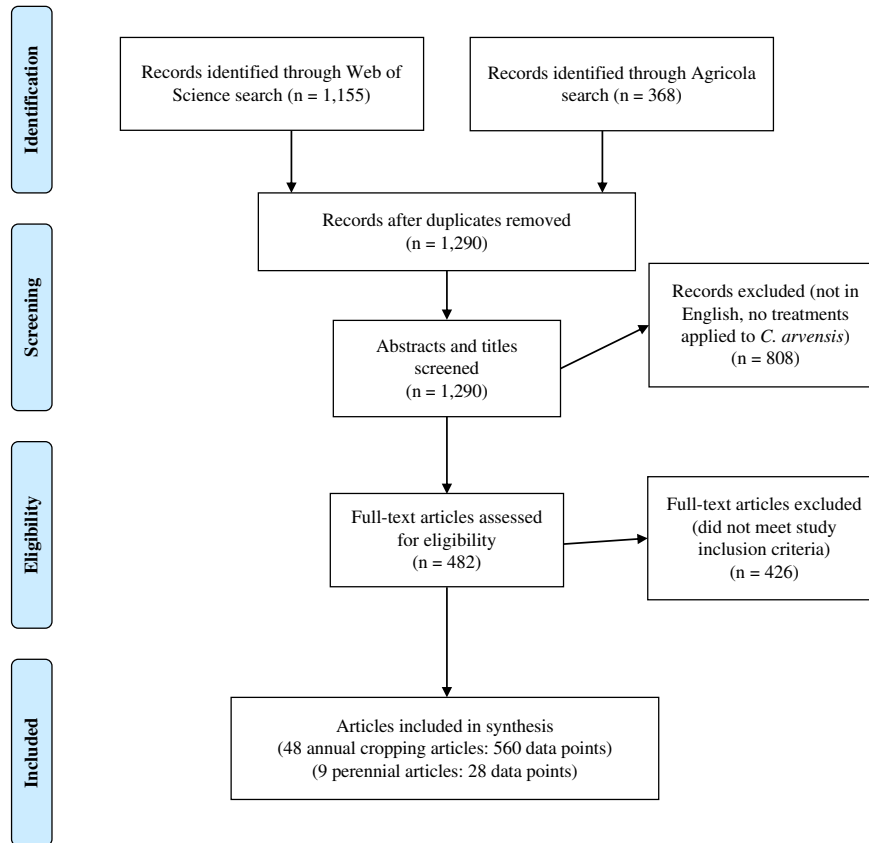 Identification
Records identified through Web of
Science search (n = 1,155)
Records identified through Agricola
search (n = 368)
Records after duplicates removed
(n = 1,290)
Screening
Abstracts and titles
screened
(n = 1,290)
Records excluded (not in
English, no treatments
applied to C. arvensis)
(n = 808)
Eligibility
Full-text articles assessed
for eligibility
(n = 482)
Full-text articles excluded
(did not meet study
inclusion criteria)
(n = 426)
Included
Articles included in synthesis
(48 annual cropping articles: 560 data points)
(9 perennial articles: 28 data points)